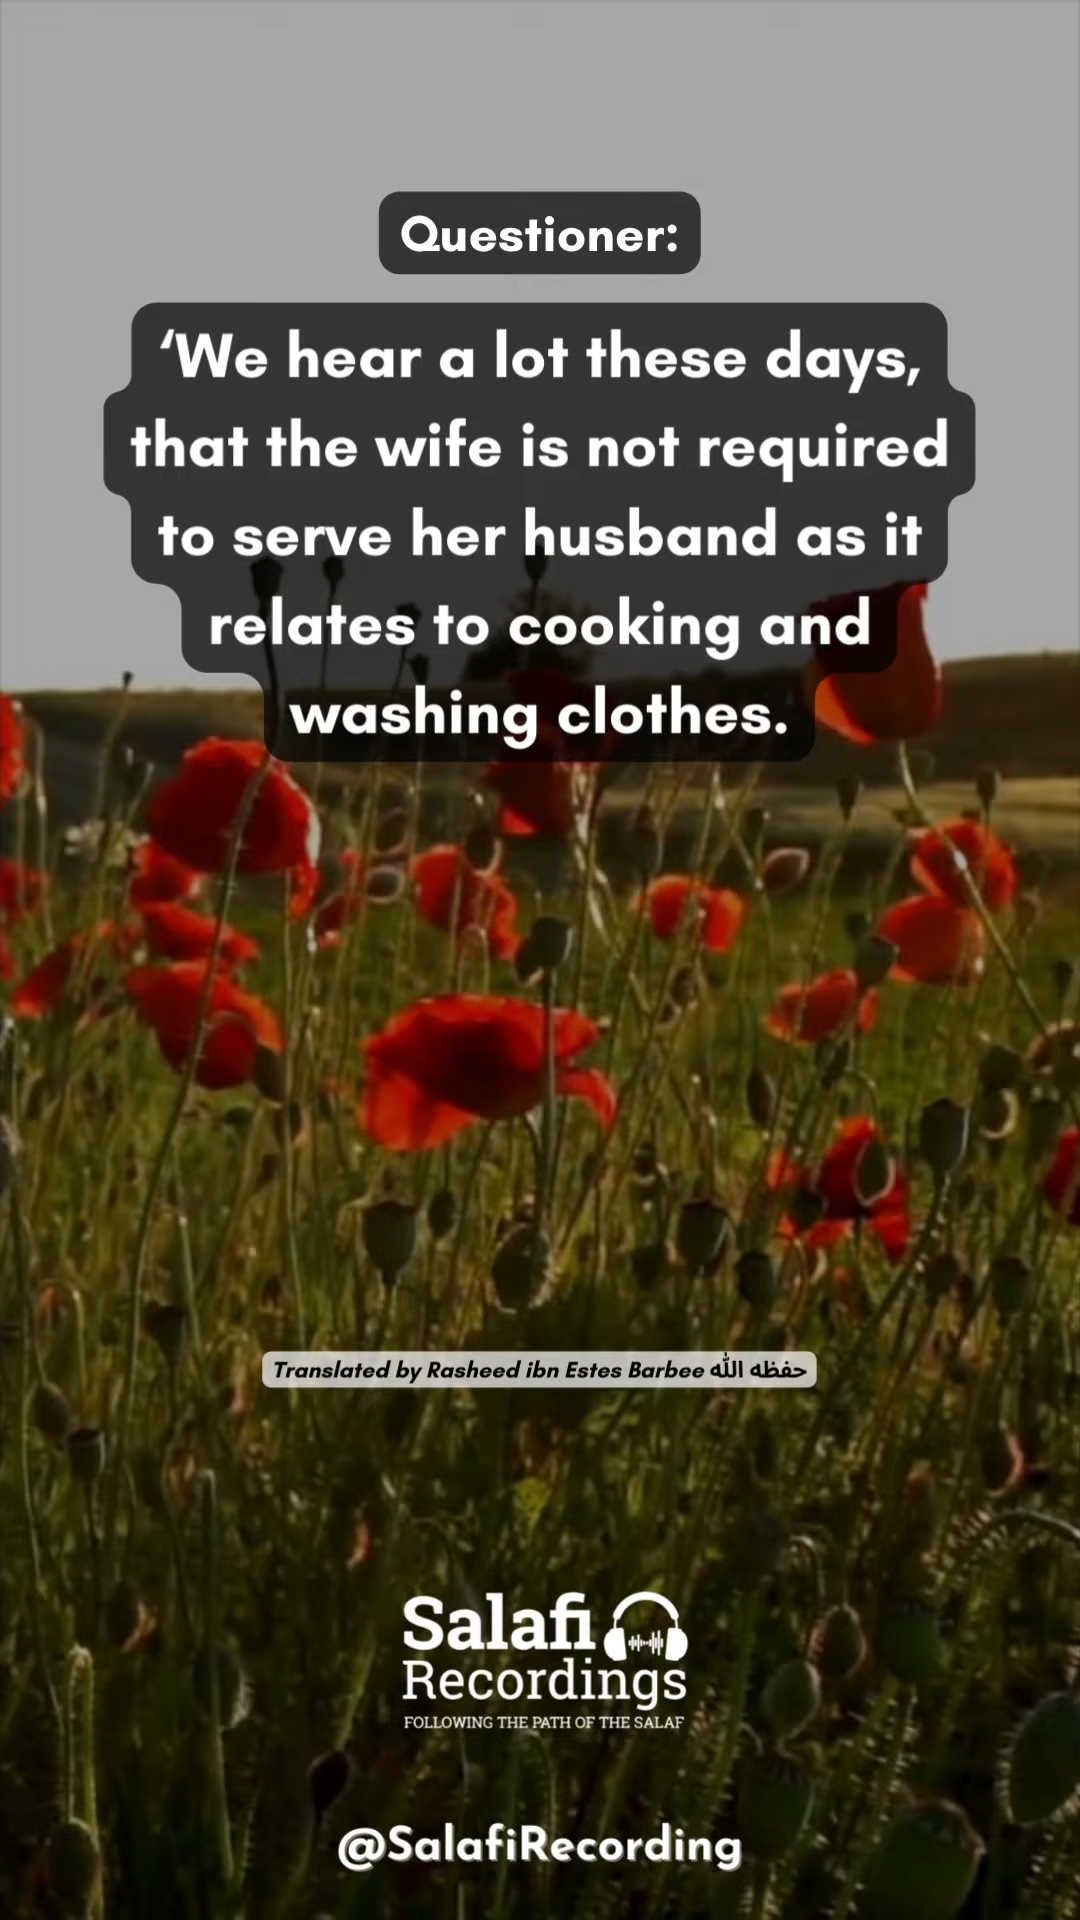 Questioner:
‘We hear a lot these days,
that the wife is not required
to serve her husband as it
relates to cooking and
washing clothes.
Translated by Rasheed ibn Estes Barbee حفظه الله
Salafi
Recordings
FOLLOWING THE PATH OF THE SALAF
@SalafiRecording